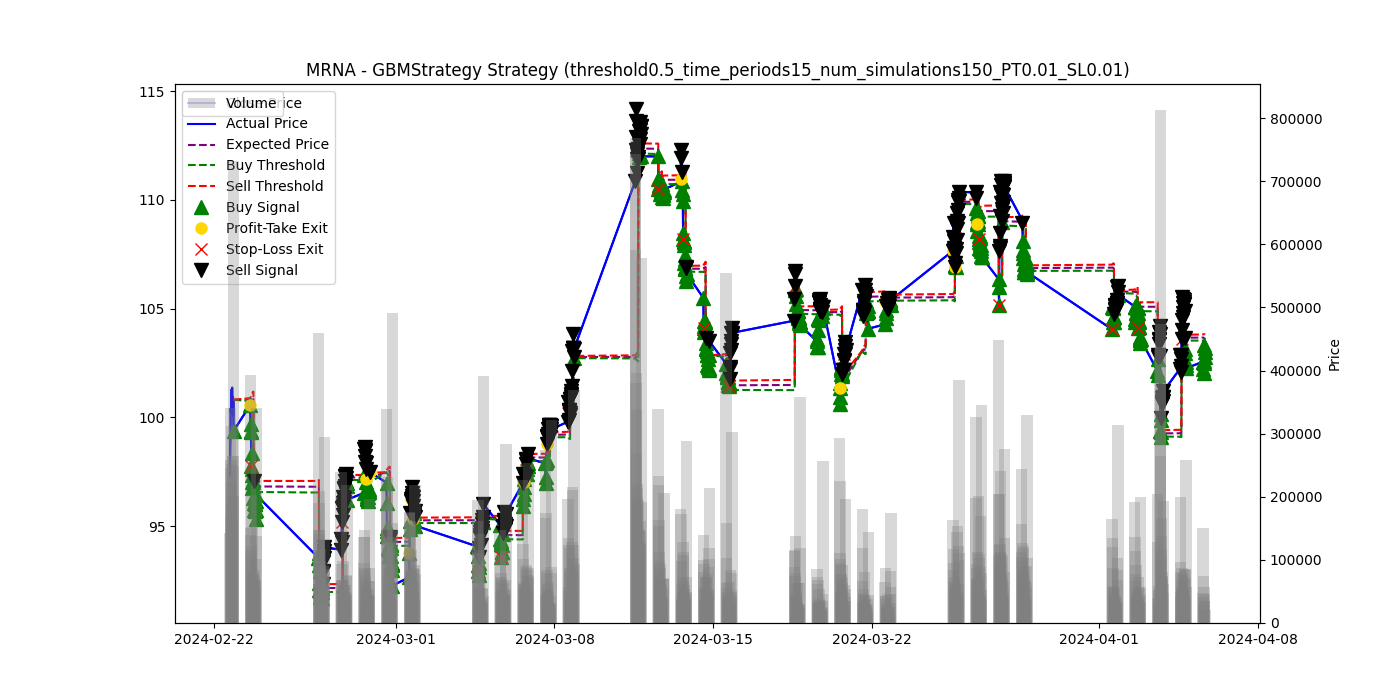 MRNA - GBMStrategy Strategy (threshold0.5_time_periods15_num_simulations150_PT0.01_SL0.01)
115
110
105
100
95
Volume
Actual Price
Expected Price
Buy Threshold
Sell Threshold
Buy Signal
Profit-Take Exit
Stop-Loss Exit
Sell Signal
800000
700000
600000
500000
400000
300000
200000
100000
0
Price
2024-02-22
2024-03-01
2024-03-08
2024-03-15
2024-03-22
2024-04-01
2024-04-08